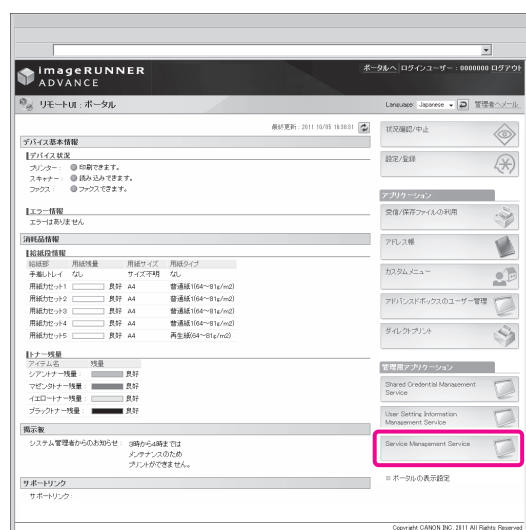 imageRUNNER
ADVANCE
ポータルへ ログインユーザー : 0000000 ログアウト
リモートUI : ポータル
Language: Japanese 管理者へメール
最終更新 : 2011 10/05 16:38:31
デバイス基本情報
デバイス状況
プリンター : 印刷できます。
スキャナー : 読み込みできます。
ファクス : ファクスできます。
エラー情報
エラーはありません
消耗品情報
給紙段情報
給紙部 用紙残量 用紙サイズ 用紙タイプ
手差しトレイ なし サイズ不明 なし
用紙カセット1 良好 A4 普通紙1(64〜81g/m2)
用紙カセット2 良好 A4 普通紙1(64〜81g/m2)
用紙カセット3 良好 A4 普通紙1(64〜81g/m2)
用紙カセット4 良好 A4 普通紙1(64〜81g/m2)
用紙カセット5 良好 A4 再生紙(64〜81g/m2)
トナー残量
アイテム名 残量
シアントナー残量 : 良好
マゼンタトナー残量 : 良好
イエロートナー残量 : 良好
ブラックトナー残量 : 良好
掲示板
システム管理者からのお知らせ : 3時から4時までは
メンテナンスのため
プリントができません。
サポートリンク
サポートリンク :
状況確認/中止
設定/登録
アプリケーション
受信/保存ファイルの利用
アドレス帳
カスタムメニュー
アドバンスドボックスのユーザー管理
ダイレクトプリント
管理用アプリケーション
Shared Credential Management
Service
User Setting Information
Management Service
Service Management Service
ポータルの表示設定
Copyright CANON INC. 2011 All Rights Reserved